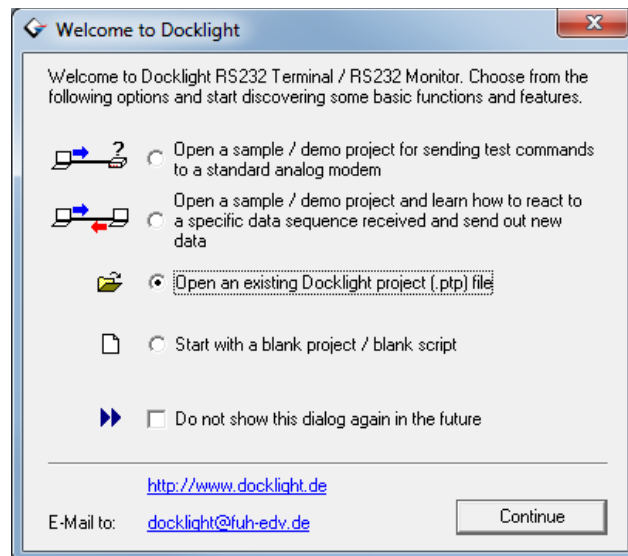 Welcome to Docklight
Welcome to Docklight RS232 Terminal / RS232 Monitor. Choose from the
following options and start discovering some basic functions and features.
?
Open a sample / demo project for sending test commands
to a standard analog modem
Open a sample / demo project and learn how to react to
a specific data sequence received and send out new
data
Open an existing Docklight project (.ptp) file
Start with a blank project / blank script
Do not show this dialog again in the future
http://www.docklight.de
E-Mail to: docklight@fuh-edv.de
Continue